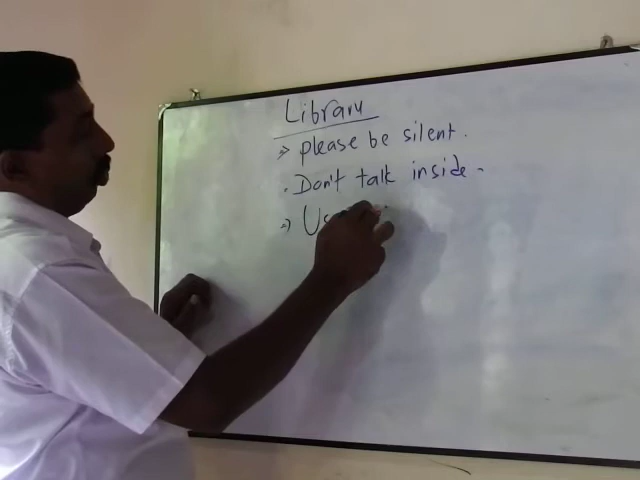 Library
=> please be silent.
. Don't talk inside.